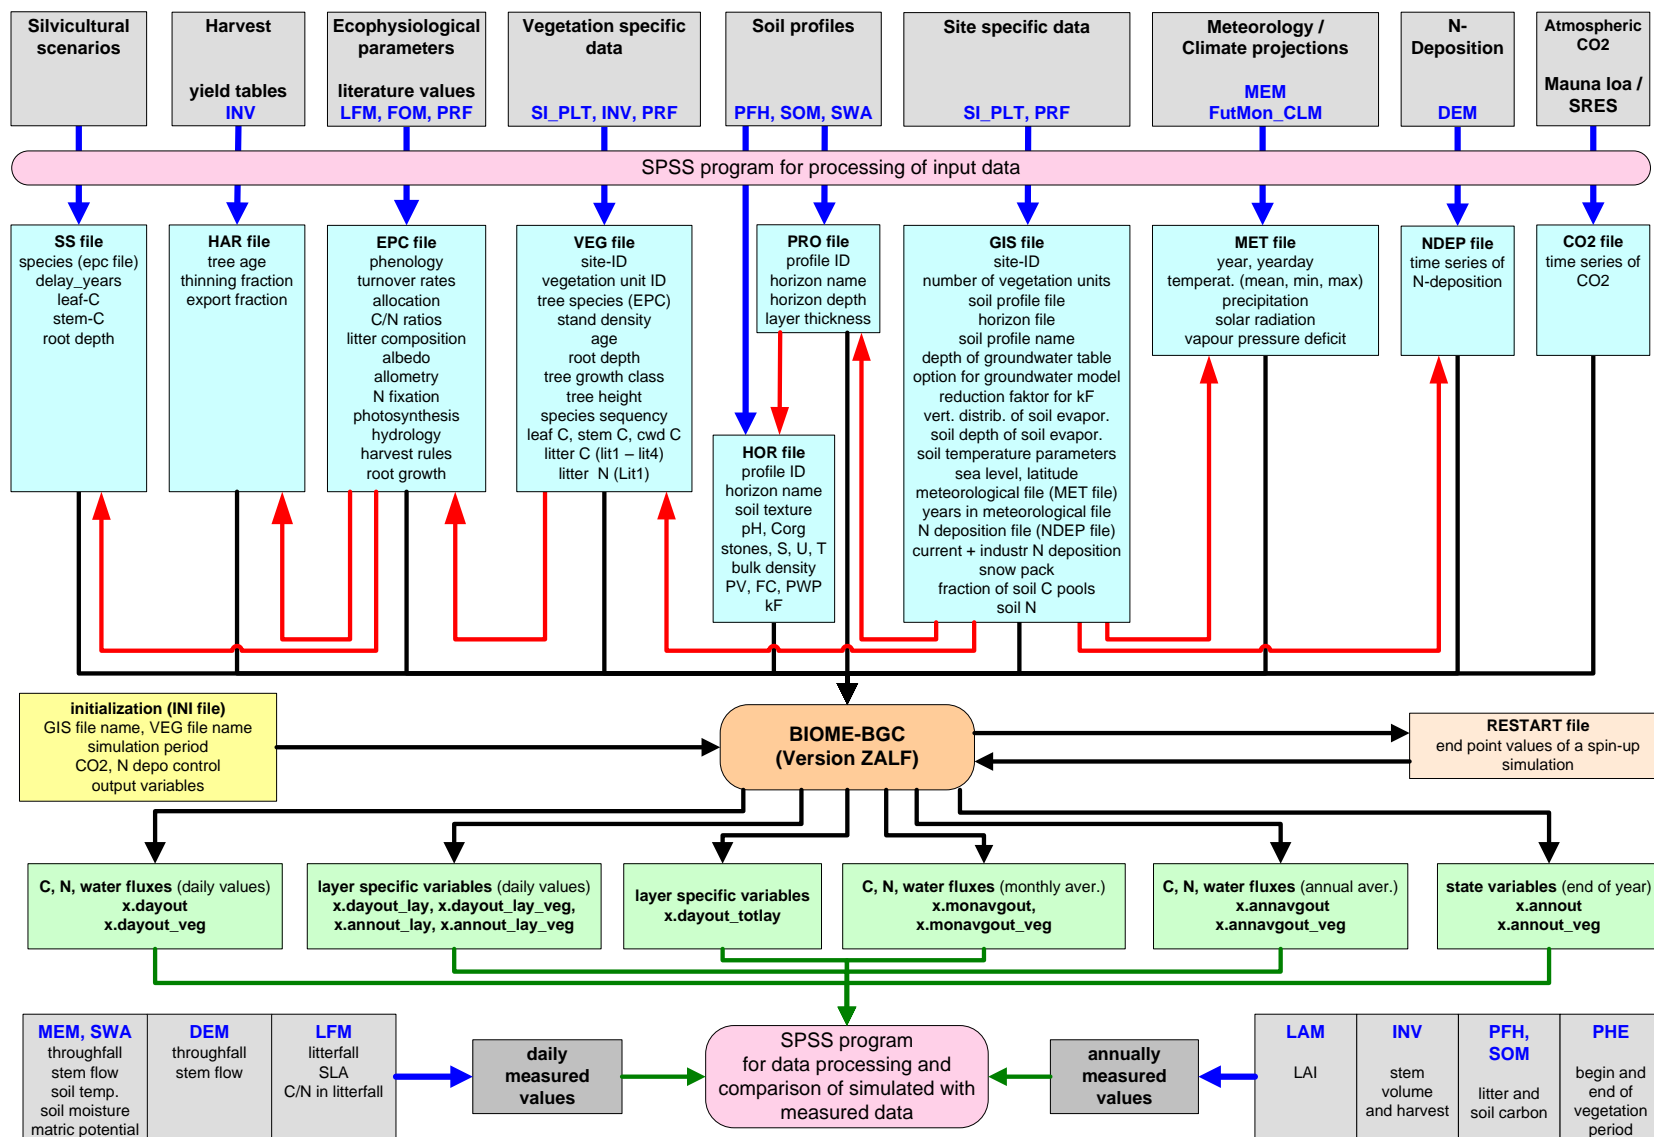 Silvicultural
scenarios
Harvest
yield tables
INV
Ecophysiological
parameters
literature values
LFM, FOM, PRF
Vegetation specific
data
SI_PLT, INV, PRF
Soil profiles
PFH, SOM, SWA
Site specific data
SI_PLT, PRF
Meteorology /
Climate projections
MEM
FutMon_CLM
N-
Deposition
DEM
Atmospheric
CO2
Mauna loa /
SRES
SPSS program for processing of input data
SS file
species (epc file)
delay_years
leaf-C
stem-C
root depth
HAR file
tree age
thinning fraction
export fraction
EPC file
phenology
turnover rates
allocation
C/N ratios
litter composition
albedo
allometry
N fixation
photosynthesis
hydrology
harvest rules
root growth
VEG file
site-ID
vegetation unit ID
tree species (EPC)
stand density
age
root depth
tree growth class
tree height
species sequency
leaf C, stem C, cwd C
litter C (lit1 – lit4)
litter  N (Lit1)
PRO file
profile ID
horizon name
horizon depth
layer thickness
HOR file
profile ID
horizon name
soil texture
pH, Corg
stones, S, U, T
bulk density
PV, FC, PWP
kF
GIS file
site-ID
number of vegetation units
soil profile file
horizon file
soil profile name
depth of groundwater table
option for groundwater model
reduction faktor for kF
vert. distrib. of soil evapor.
soil depth of soil evapor.
soil temperature parameters
sea level, latitude
meteorological file (MET file)
years in meteorological file
N deposition file (NDEP file)
current + industr N deposition
snow pack
fraction of soil C pools
soil N
MET file
year, yearday
temperat. (mean, min, max)
precipitation
solar radiation
vapour pressure deficit
NDEP file
time series of
N-deposition
CO2 file
time series of
CO2
initialization (INI file)
GIS file name, VEG file name
simulation period
CO2, N depo control
output variables
BIOME-BGC
(Version ZALF)
RESTART file
end point values of a spin-up
simulation
C, N, water fluxes (daily values)
x.dayout
x.dayout_veg
layer specific variables (daily values)
x.dayout_lay, x.dayout_lay_veg,
x.annout_lay, x.annout_lay_veg
layer specific variables
x.dayout_totlay
C, N, water fluxes (monthly aver.)
x.monavgout,
x.monavgout_veg
C, N, water fluxes (annual aver.)
x.annavgout
x.annavgout_veg
state variables (end of year)
x.annout
x.annout_veg
MEM, SWA
throughfall
stem flow
soil temp.
soil moisture
matric potential
DEM
throughfall
stem flow
LFM
litterfall
SLA
C/N in litterfall
daily
measured
values
SPSS program
for data processing and
comparison of simulated with
measured data
annually
measured
values
LAM
LAI
INV
stem
volume
and harvest
PFH,
SOM
litter and
soil carbon
PHE
begin and
end of
vegetation
period